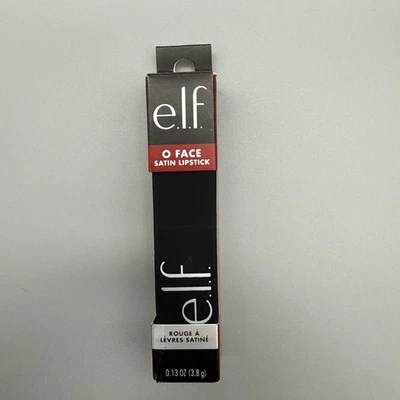 e.l.f.
O FACE
SATIN LIPSTICK
e.l.f.
ROUGE À
LÈVRES SATINÉ
0.13 OZ (3.8 g)